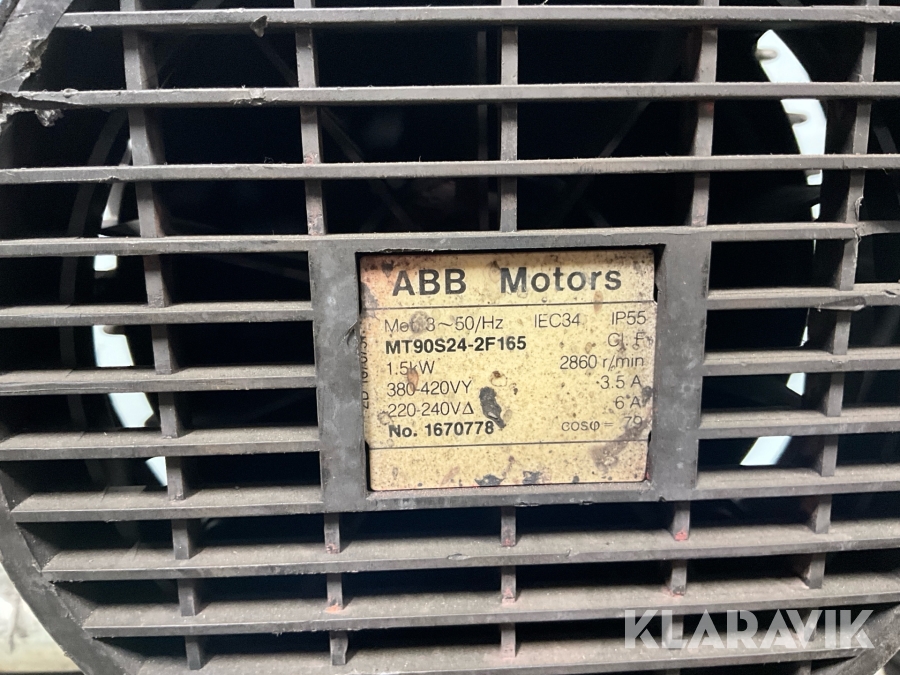 ABB Motors
Mot. 3~50/Hz IEC34 IP55
MT90S24-2F165 Cl. F
1.5kW 2860 r/min
380-420VY 3.5 A
220-240VΔ 6 A
No. 1670778 cosφ= 79
KLARAVIK